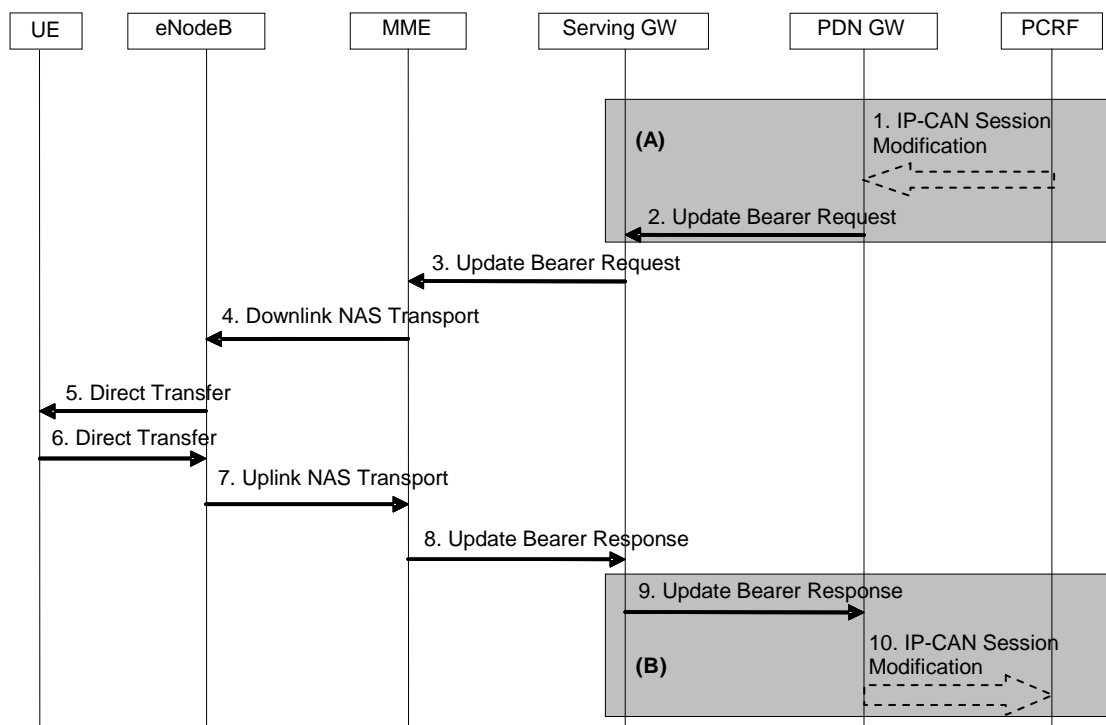 UE
eNodeB
MME
Serving GW
PDN GW
PCRF
(A)
1. IP-CAN Session
Modification
2. Update Bearer Request
3. Update Bearer Request
4. Downlink NAS Transport
5. Direct Transfer
6. Direct Transfer
7. Uplink NAS Transport
8. Update Bearer Response
9. Update Bearer Response
(B)
10. IP-CAN Session
Modification